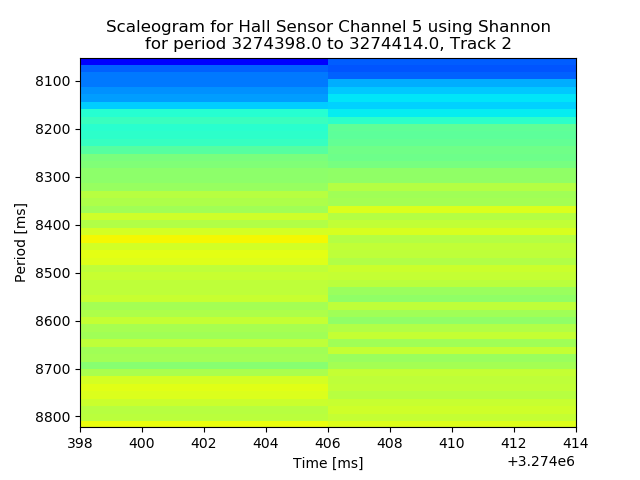 Scaleogram for Hall Sensor Channel 5 using Shannon
for period 3274398.0 to 3274414.0, Track 2
Period [ms]
8100
8200
8300
8400
8500
8600
8700
8800
398 400 402 404 406 408 410 412 414
Time [ms]
+3.274e6